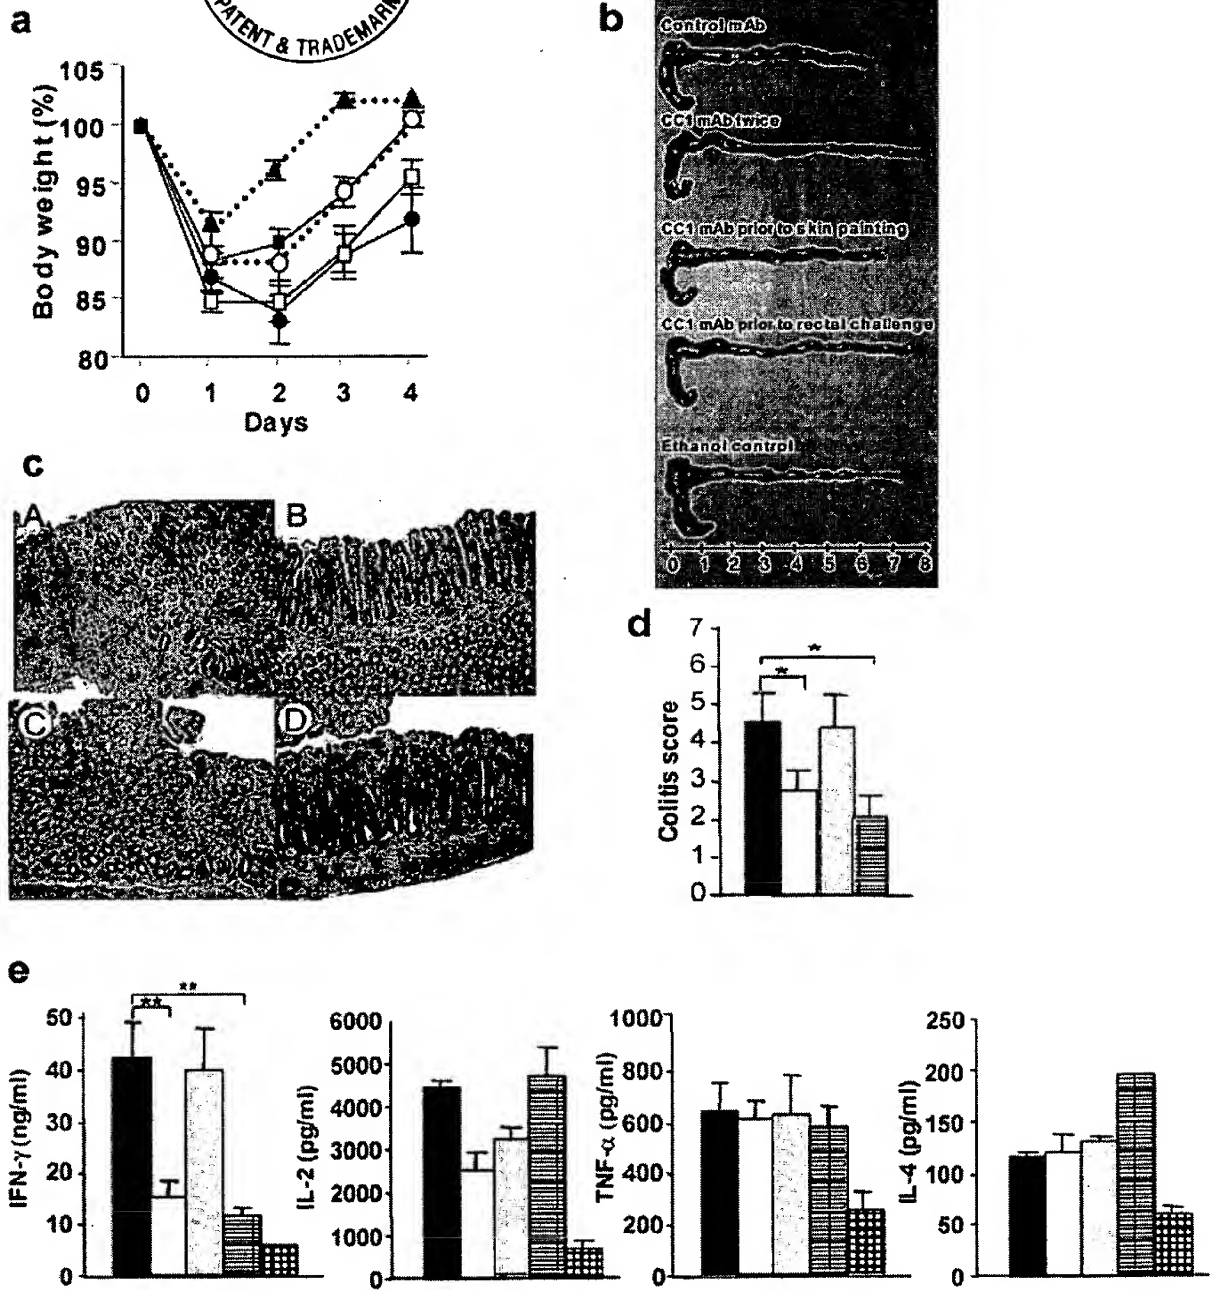 a
PATENT & TRADEMAR
105
100
95
90
85
80
Body weight (%)
0 1 2 3 4
Days
b
Control mAb
CC1 mAb twice
CC1 mAb prior to skin painting
CC1 mAb prior to rectal challenge
Ethanol control
0 1 2 3 4 5 6 7 8
c
A B
C D
d
7
6
5
4
3
2
1
0
Colitis score
*
*
e
50
40
30
20
10
0
IFN-γ (ng/ml)
**
**
6000
5000
4000
3000
2000
1000
0
IL-2 (pg/ml)
1000
800
600
400
200
0
TNF-α (pg/ml)
250
200
150
100
50
0
IL-4 (pg/ml)